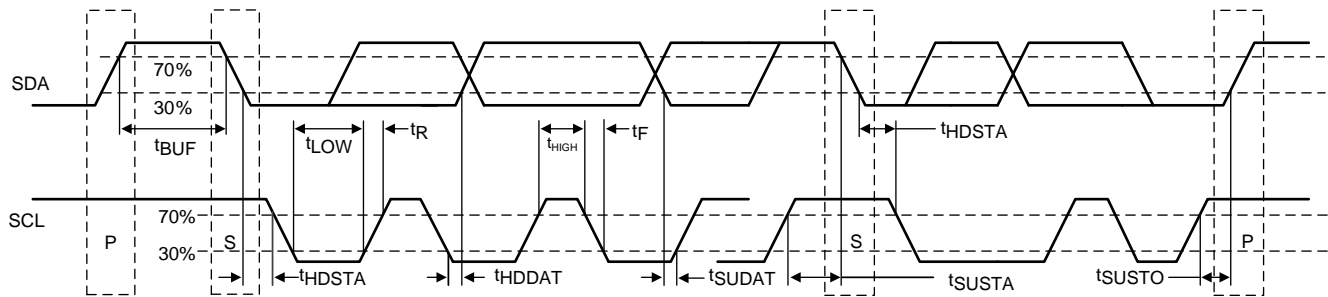 SDA
70%
30%
tBUF
tLOW
tR
tHIGH
tF
tHDSTA
SCL
70%
30%
P
S
S
P
tHDSTA
tHDDAT
tSUDAT
tSUSTA
tSUSTO